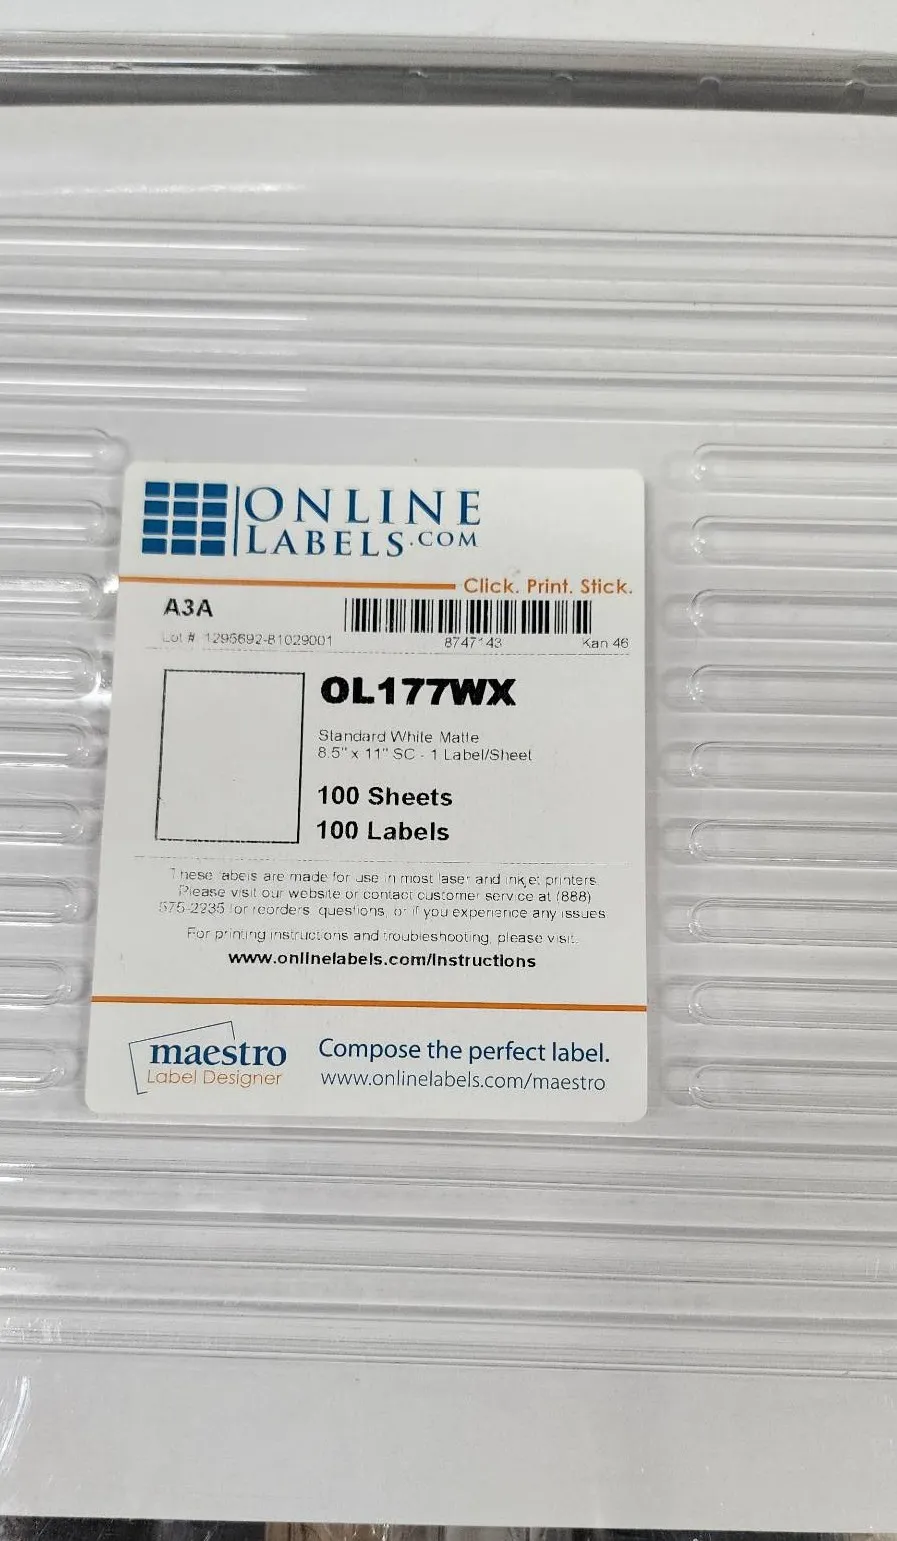 ONLINE
LABELS.COM
Click. Print. Stick.
A3A
Lot # 1295692-81029001
8747143 Kan 46
OL177WX
Standard White Matte
8.5" x 11" SC - 1 Label/Sheet
100 Sheets
100 Labels
These labels are made for use in most laser and inkjet printers.
Please visit our website or contact customer service at (888)
575-2235 for reorders, questions, or if you experience any issues
For printing instructions and troubleshooting, please visit:
www.onlinelabels.com/instructions
maestro
Label Designer
Compose the perfect label.
www.onlinelabels.com/maestro